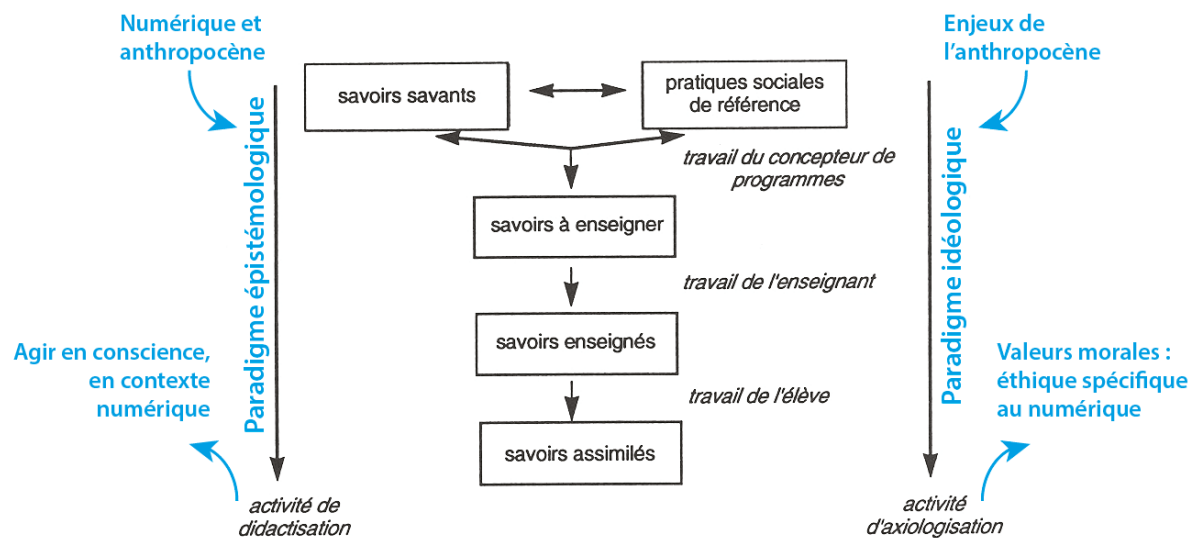 Numérique et
anthropocène
Enjeux de
l'anthropocène
savoirs savants
pratiques sociales
de référence
travail du concepteur de
programmes
Paradigme épistémologique
Paradigme idéologique
savoirs à enseigner
travail de l'enseignant
savoirs enseignés
Agir en conscience,
en contexte
numérique
Valeurs morales :
éthique spécifique
au numérique
travail de l'élève
savoirs assimilés
activité de
didactisation
activité
d'axiologisation